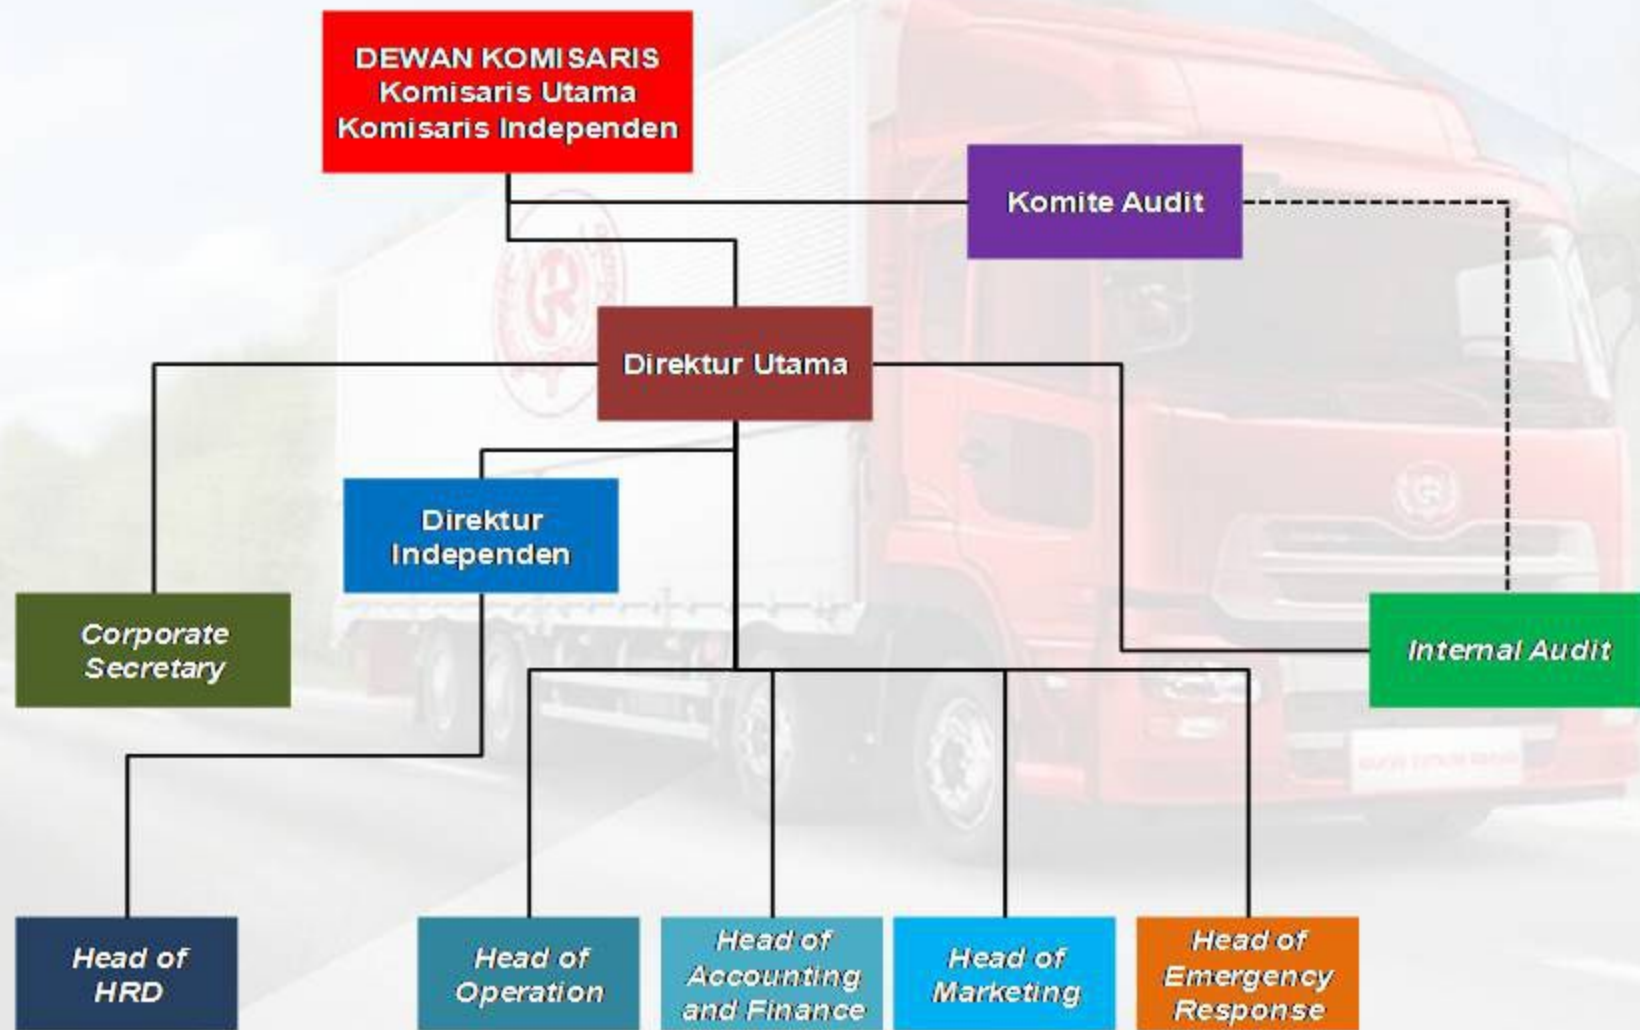 DEWAN KOMISARIS
Komisaris Utama
Komisaris Independen
Komite Audit
Direktur Utama
Direktur
Independen
Corporate
Secretary
Internal Audit
Head of
HRD
Head of
Operation
Head of
Accounting
and Finance
Head of
Marketing
Head of
Emergency
Response